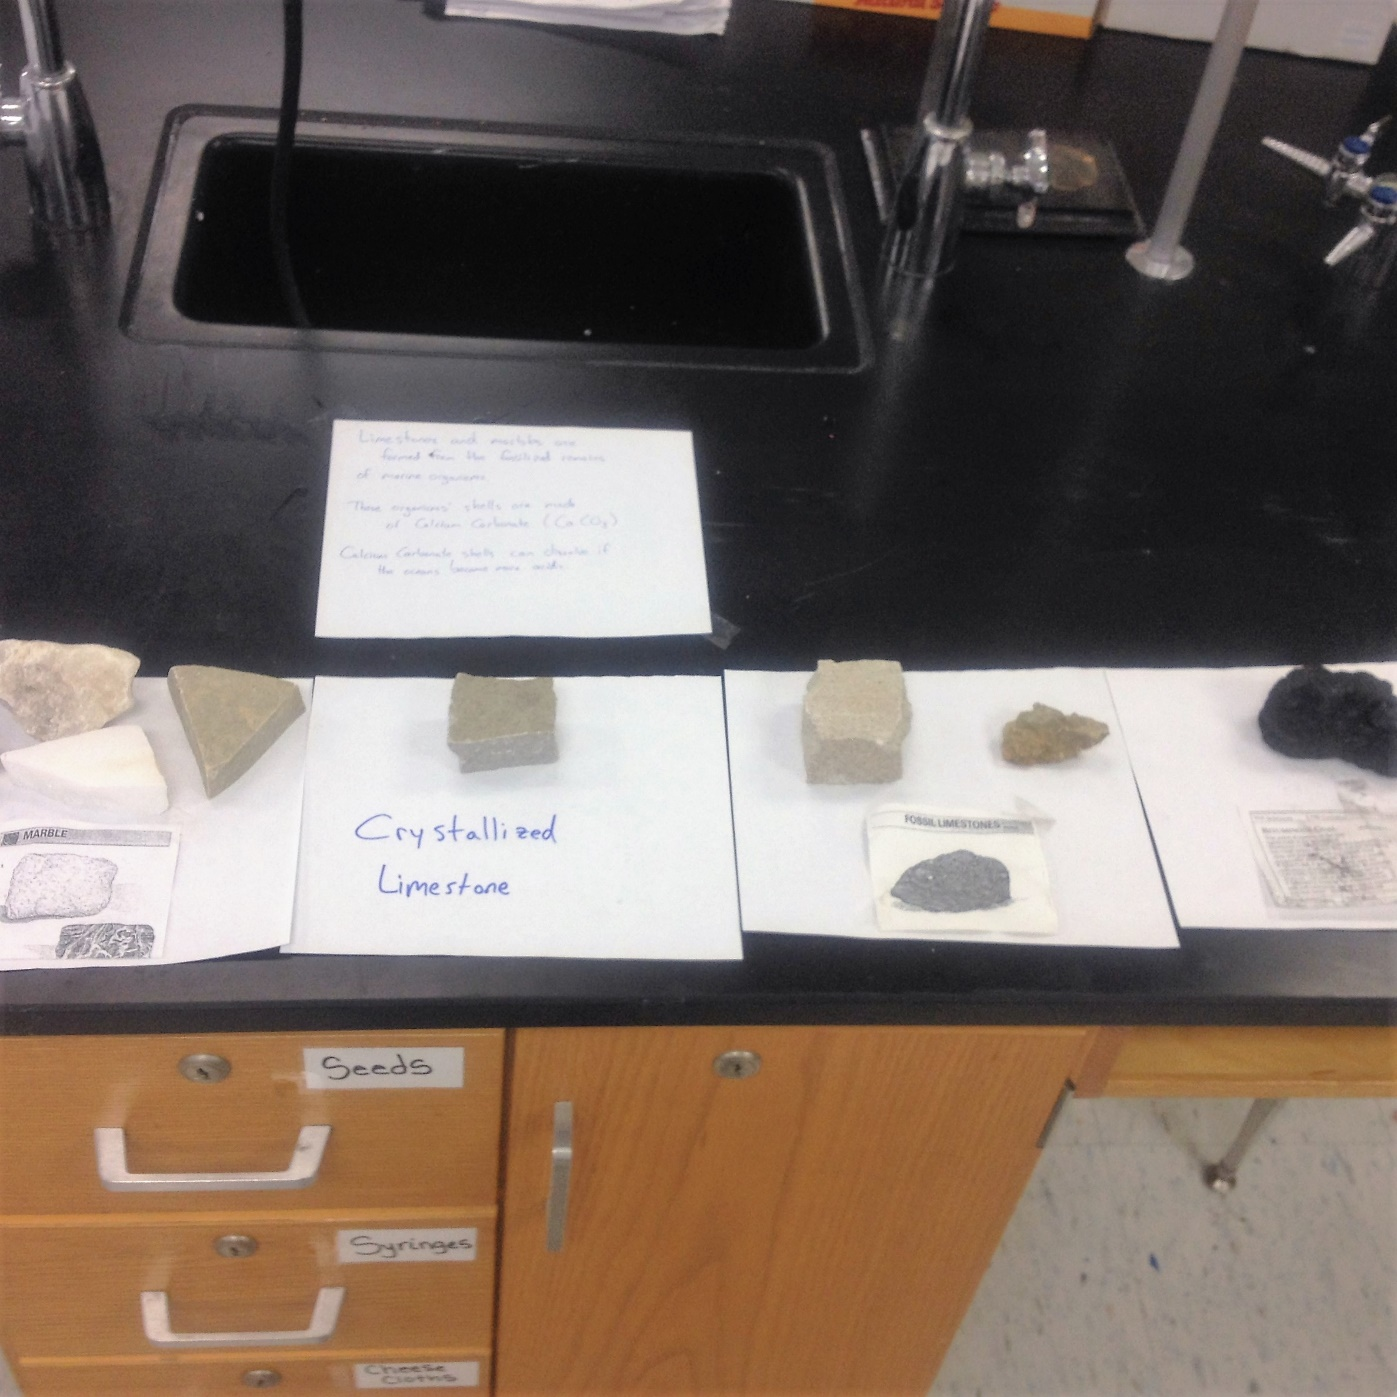 Natural S
Limestones and marbles are
formed from the fossilized remains
of marine organisms
These organisms' shells are made
of Calcium Carbonate (CaCO3)
Calcium Carbonate shells can dissolve if
the oceans become more acidic
MARBLE
Crystallized
Limestone
FOSSIL LIMESTONES
Seeds
Syringes
Cheese
Cloths